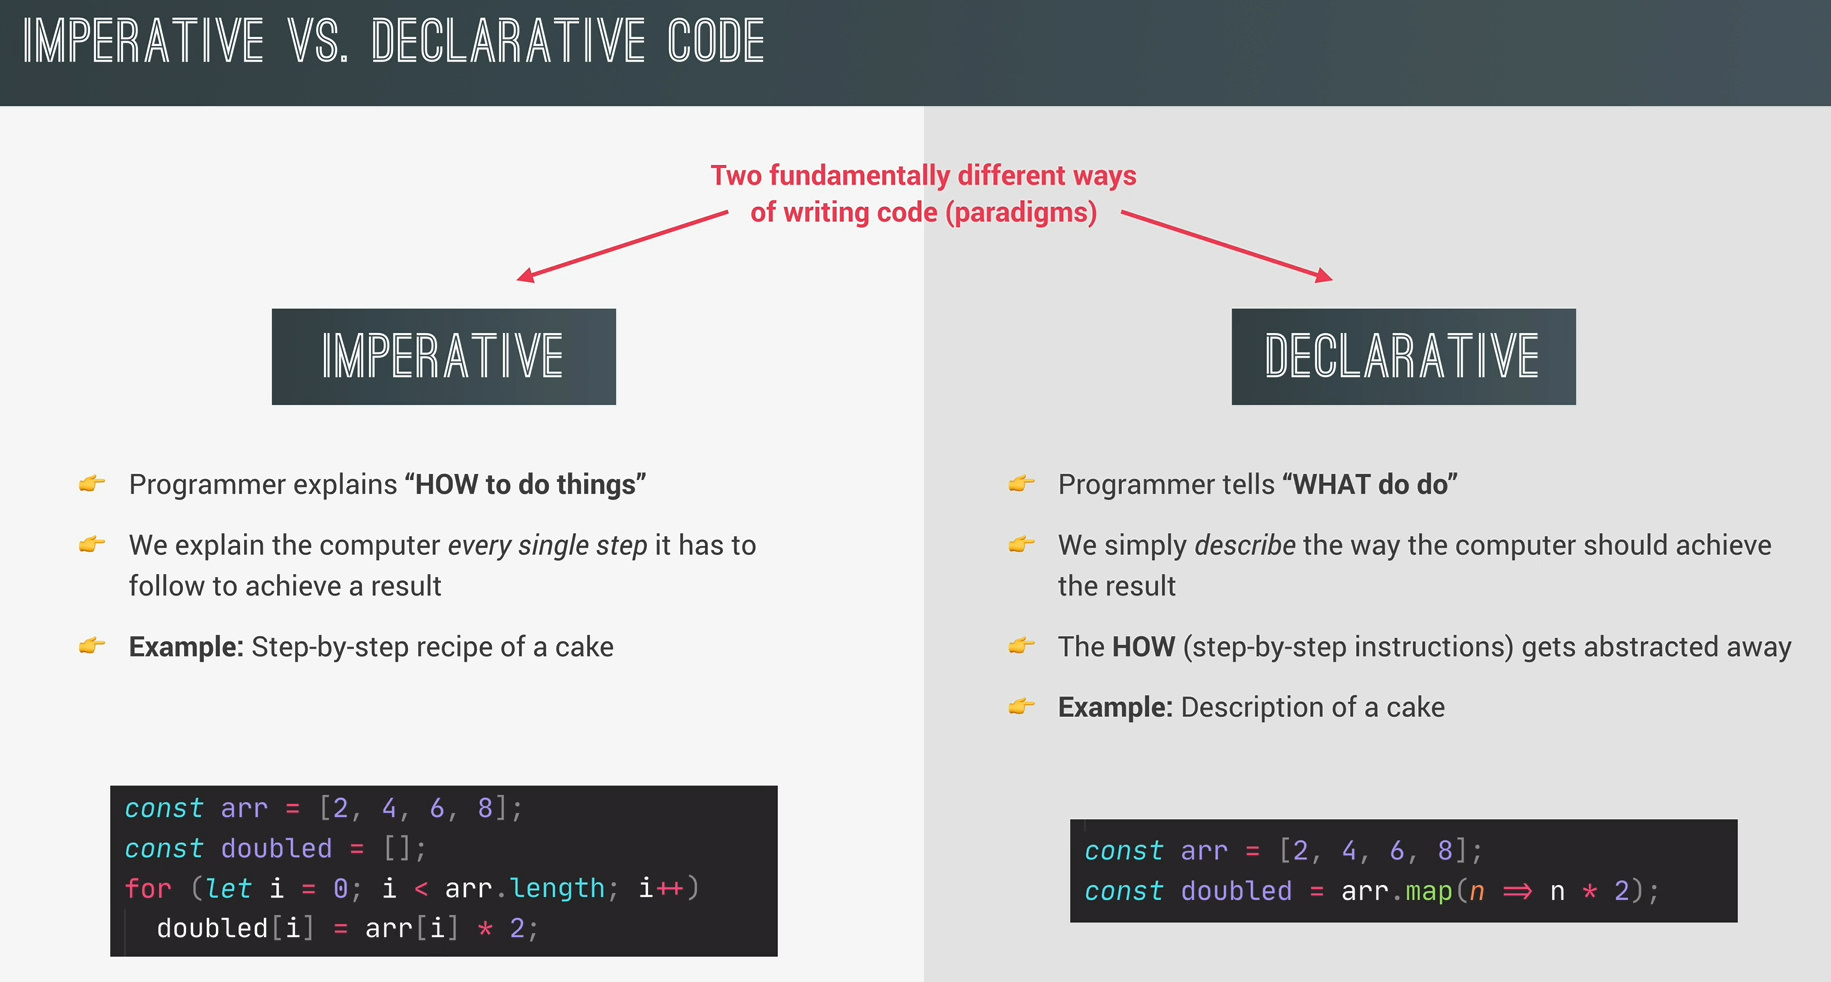 IMPERATIVE VS. DECLARATIVE CODE
Two fundamentally different ways
of writing code (paradigms)
IMPERATIVE
👉 Programmer explains “HOW to do things”
👉 We explain the computer every single step it has to
follow to achieve a result
👉 Example: Step-by-step recipe of a cake
const arr = [2, 4, 6, 8];
const doubled = [];
for (let i = 0; i < arr.length; i++)
  doubled[i] = arr[i] * 2;
DECLARATIVE
👉 Programmer tells “WHAT do do”
👉 We simply describe the way the computer should achieve
the result
👉 The HOW (step-by-step instructions) gets abstracted away
👉 Example: Description of a cake
const arr = [2, 4, 6, 8];
const doubled = arr.map(n => n * 2);